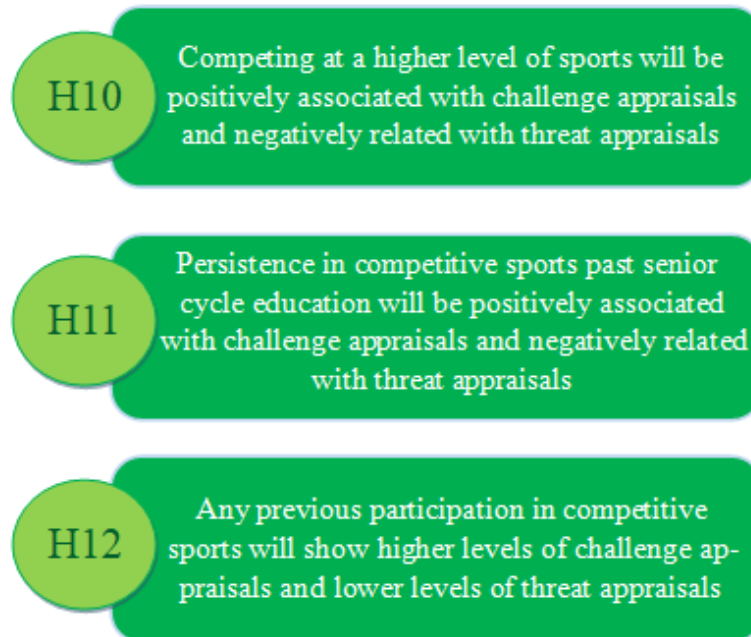 H10
Competing at a higher level of sports will be
positively associated with challenge appraisals
and negatively related with threat appraisals
H11
Persistence in competitive sports past senior
cycle education will be positively associated
with challenge appraisals and negatively related
with threat appraisals
H12
Any previous participation in competitive
sports will show higher levels of challenge ap-
praisals and lower levels of threat appraisals